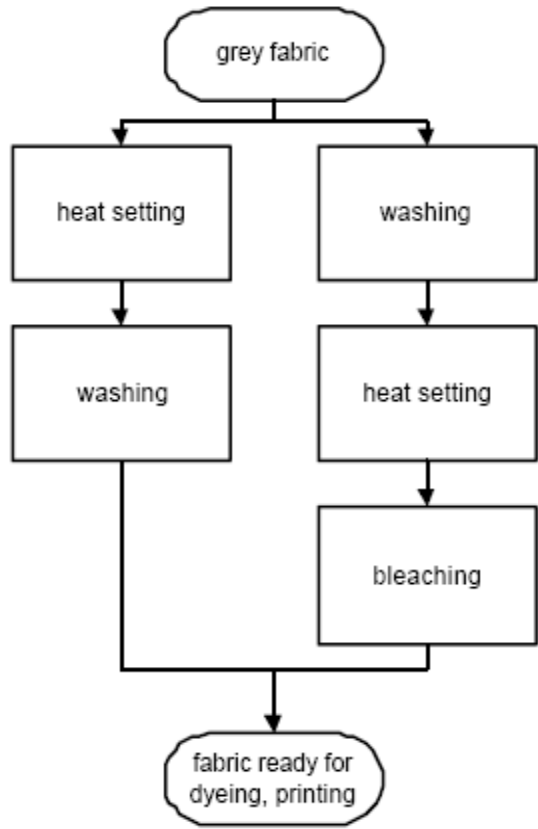 grey fabric
heat setting
washing
washing
heat setting
bleaching
fabric ready for
dyeing, printing